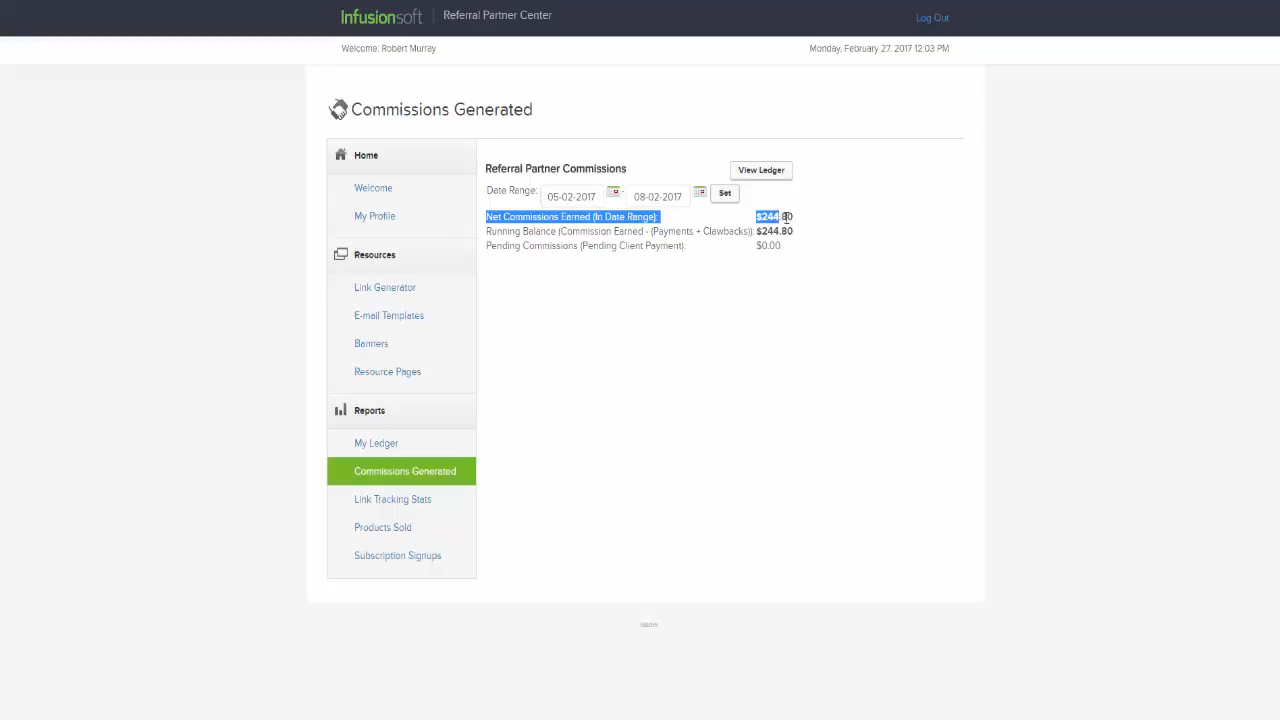 Infusionsoft Referral Partner Center Log Out
Welcome: Robert Murray Monday, February 27, 2017 12:03 PM
Commissions Generated
Home
Welcome
My Profile
Resources
Link Generator
E-mail Templates
Banners
Resource Pages
Reports
My Ledger
Commissions Generated
Link Tracking Stats
Products Sold
Subscription Signups
Referral Partner Commissions View Ledger
Date Range: 05-02-2017 - 08-02-2017 Set
Net Commissions Earned (In Date Range): $244.80
Running Balance (Commission Earned - (Payments + Clawbacks)): $244.80
Pending Commissions (Pending Client Payment): $0.00